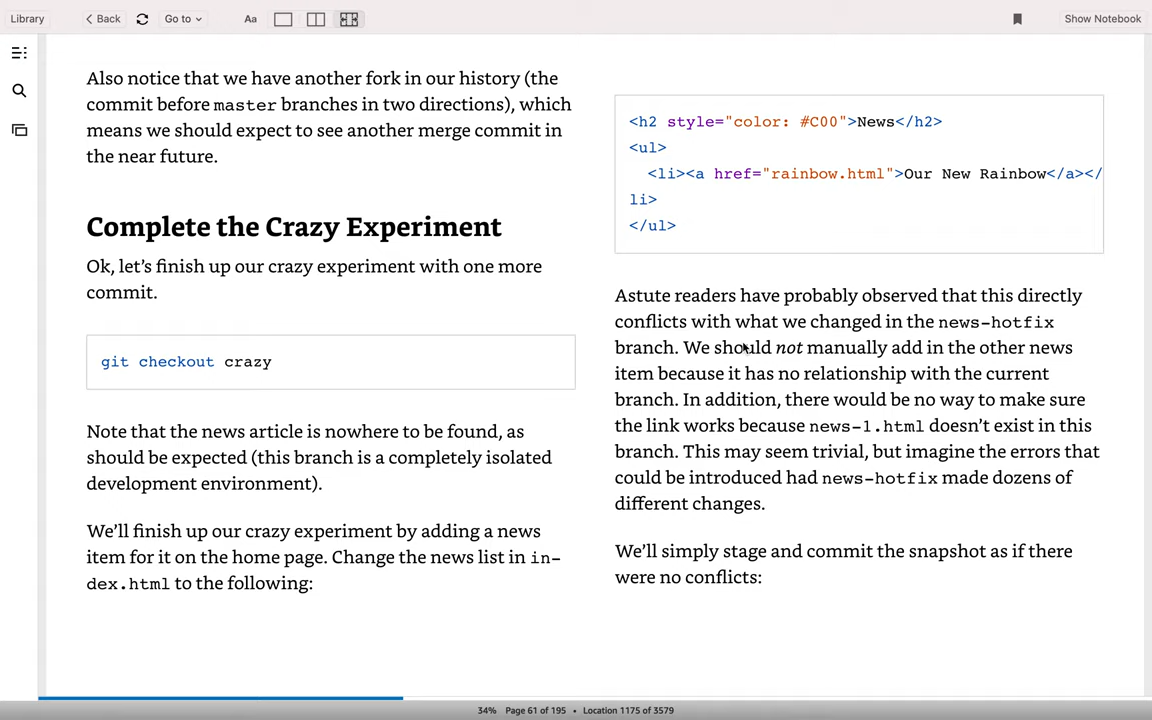 Library
Back
Go to
Aa
Show Notebook
Also notice that we have another fork in our history (the
commit before master branches in two directions), which
means we should expect to see another merge commit in
the near future.
Complete the Crazy Experiment
Ok, let's finish up our crazy experiment with one more
commit.
git checkout crazy
Note that the news article is nowhere to be found, as
should be expected (this branch is a completely isolated
development environment).
We'll finish up our crazy experiment by adding a news
item for it on the home page. Change the news list in in-
dex.html to the following:
<h2 style="color: #C00">News</h2>
<ul>
<li><a href="rainbow.html">Our New Rainbow</a></
li>
</ul>
Astute readers have probably observed that this directly
conflicts with what we changed in the news-hotfix
branch. We should not manually add in the other news
item because it has no relationship with the current
branch. In addition, there would be no way to make sure
the link works because news-1.html doesn't exist in this
branch. This may seem trivial, but imagine the errors that
could be introduced had news-hotfix made dozens of
different changes.
We'll simply stage and commit the snapshot as if there
were no conflicts:
34% Page 61 of 195 • Location 1175 of 3579